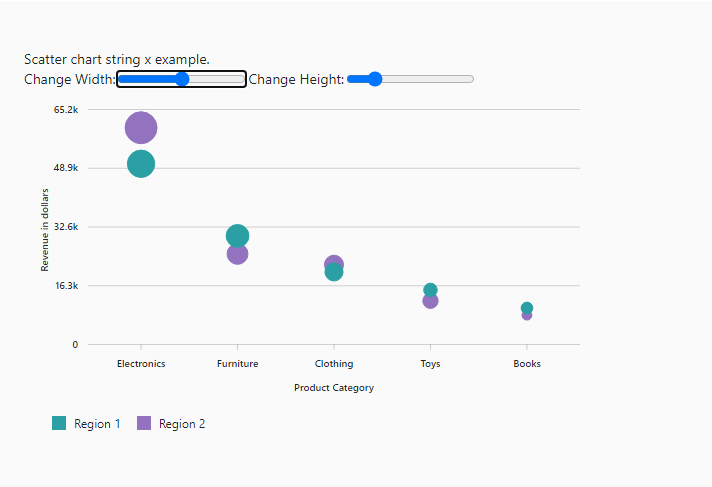 Scatter chart string x example.
Change Width: Change Height:
65.2k
48.9k
32.6k
16.3k
0
Revenue in dollars
Electronics Furniture Clothing Toys Books
Product Category
Region 1 Region 2